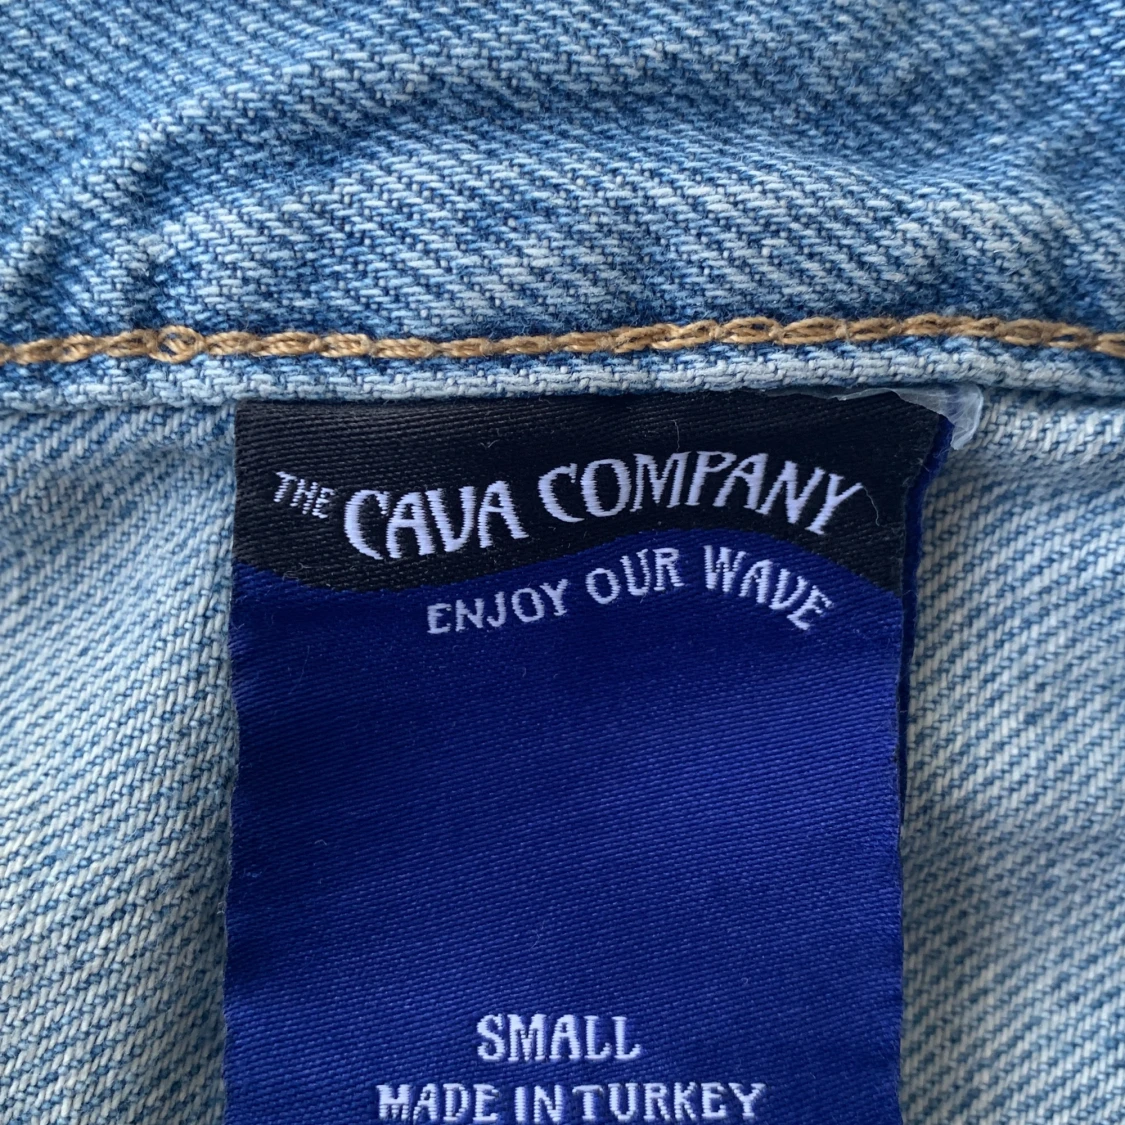 THE CAVA COMPANY
ENJOY OUR WAVE
SMALL
MADE IN TURKEY